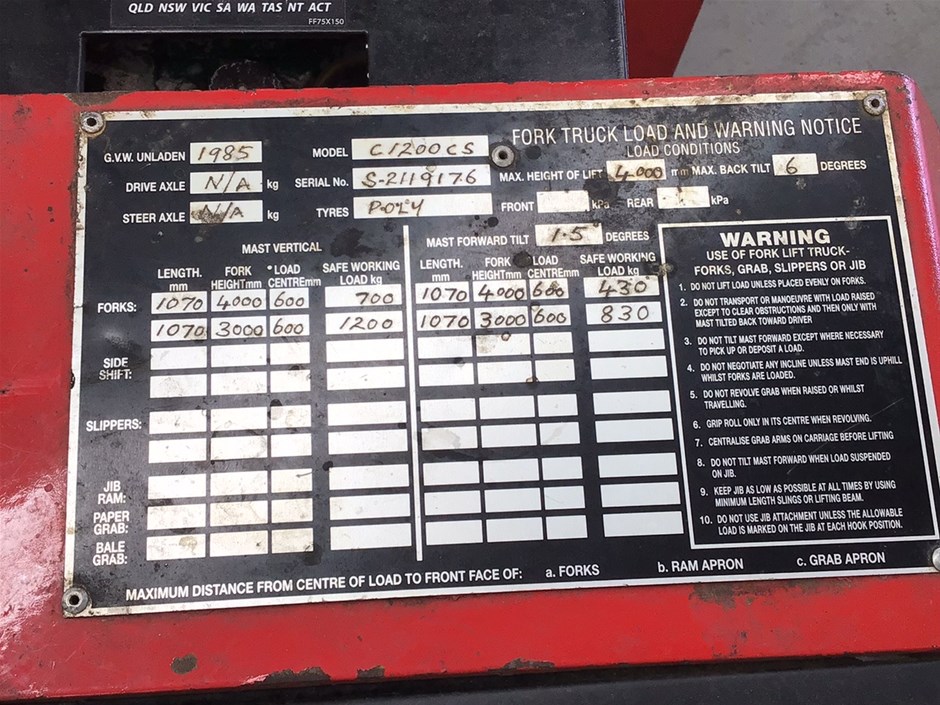 QLD NSW VIC SA WA TAS NT ACT
FF75X150
FORK TRUCK LOAD AND WARNING NOTICE
LOAD CONDITIONS
G.V.W. UNLADEN 1985 MODEL C1200CS
DRIVE AXLE N/A kg SERIAL No. S-2119176 MAX. HEIGHT OF LIFT 4000 mm MAX. BACK TILT 6 DEGREES
STEER AXLE N/A kg TYRES POLY FRONT kPa REAR kPa
MAST VERTICAL MAST FORWARD TILT 1.5 DEGREES
LENGTH. mm FORK HEIGHTmm *LOAD CENTREmm SAFE WORKING LOAD kg LENGTH. mm FORK HEIGHTmm LOAD CENTREmm SAFE WORKING LOAD kg
FORKS: 1070 4000 600 700 1070 4000 600 430
1070 3000 600 1200 1070 3000 600 830
SIDE SHIFT:
SLIPPERS:
JIB RAM:
PAPER GRAB:
BALE GRAB:
WARNING
USE OF FORK LIFT TRUCK-
FORKS, GRAB, SLIPPERS OR JIB
1. DO NOT LIFT LOAD UNLESS PLACED EVENLY ON FORKS.
2. DO NOT TRANSPORT OR MANOEUVRE WITH LOAD RAISED
EXCEPT TO CLEAR OBSTRUCTIONS AND THEN ONLY WITH
MAST TILTED BACK TOWARD DRIVER
3. DO NOT TILT MAST FORWARD EXCEPT WHERE NECESSARY
TO PICK UP OR DEPOSIT A LOAD.
4. DO NOT NEGOTIATE ANY INCLINE UNLESS MAST END IS UPHILL
WHILST FORKS ARE LOADED.
5. DO NOT REVOLVE GRAB WHEN RAISED OR WHILST
TRAVELLING.
6. GRIP ROLL ONLY IN ITS CENTRE WHEN REVOLVING.
7. CENTRALISE GRAB ARMS ON CARRIAGE BEFORE LIFTING
8. DO NOT TILT MAST FORWARD WHEN LOAD SUSPENDED
ON JIB.
9. KEEP JIB AS LOW AS POSSIBLE AT ALL TIMES BY USING
MINIMUM LENGTH SLINGS OR LIFTING BEAM.
10. DO NOT USE JIB ATTACHMENT UNLESS THE ALLOWABLE
LOAD IS MARKED ON THE JIB AT EACH HOOK POSITION.
MAXIMUM DISTANCE FROM CENTRE OF LOAD TO FRONT FACE OF: a. FORKS b. RAM APRON c. GRAB APRON